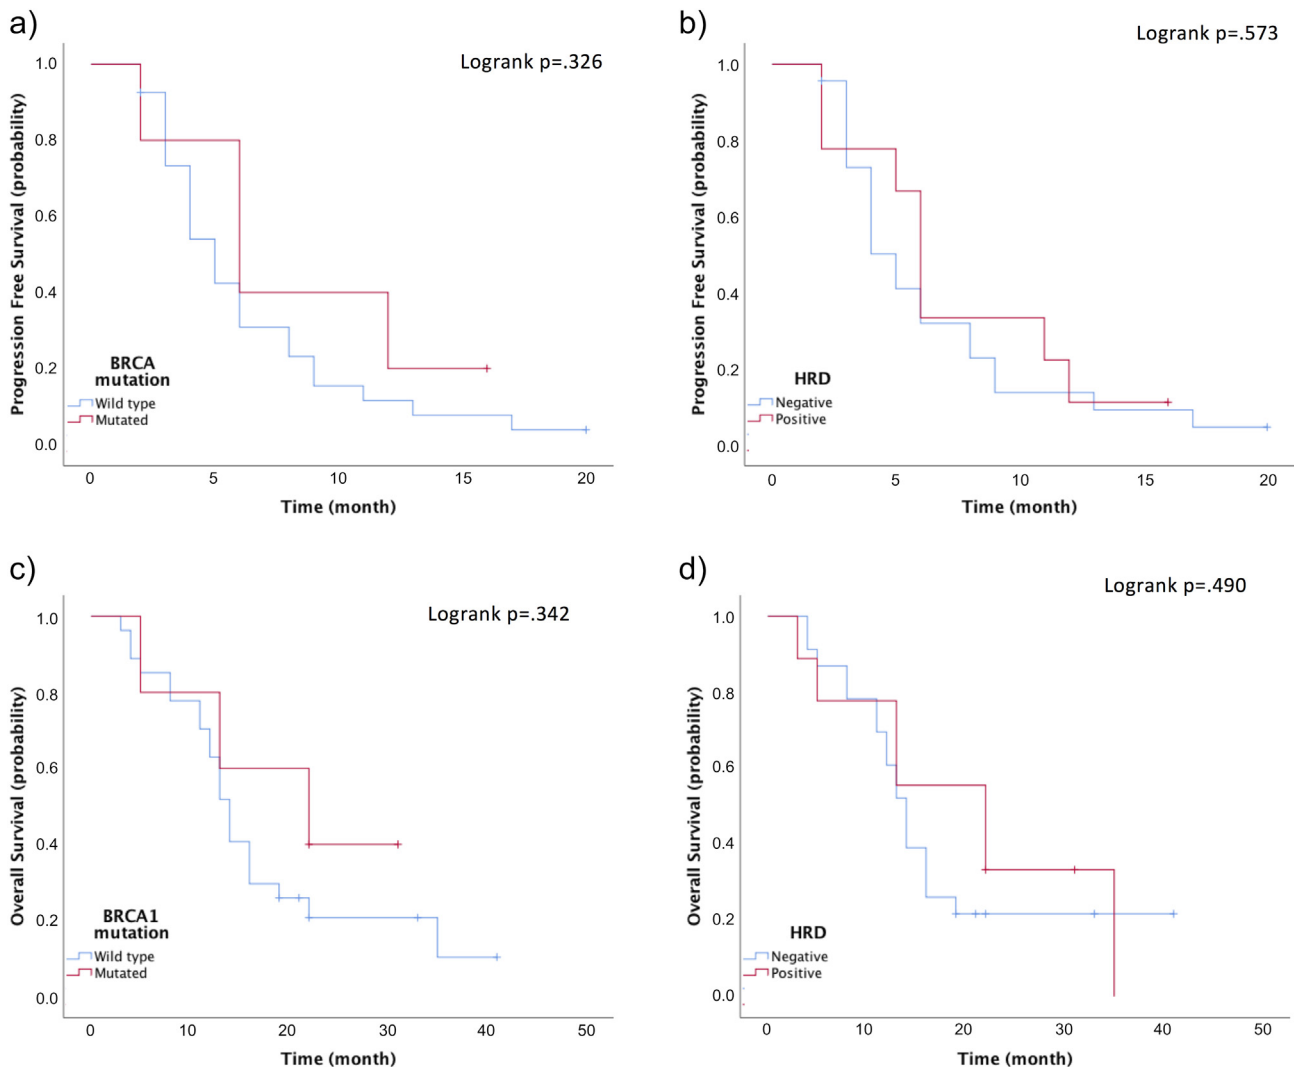 a)
Logrank p=.326
Progression Free Survival (probability)
1.0
0.8
0.6
0.4
0.2
0.0
BRCA
mutation
Wild type
Mutated
0 5 10 15 20
Time (month)
b)
Logrank p=.573
Progression Free Survival (probability)
1.0
0.8
0.6
0.4
0.2
0.0
HRD
Negative
Positive
0 5 10 15 20
Time (month)
c)
Logrank p=.342
Overall Survival (probability)
1.0
0.8
0.6
0.4
0.2
0.0
BRCA1
mutation
Wild type
Mutated
0 10 20 30 40 50
Time (month)
d)
Logrank p=.490
Overall Survival (probability)
1.0
0.8
0.6
0.4
0.2
0.0
HRD
Negative
Positive
0 10 20 30 40 50
Time (month)